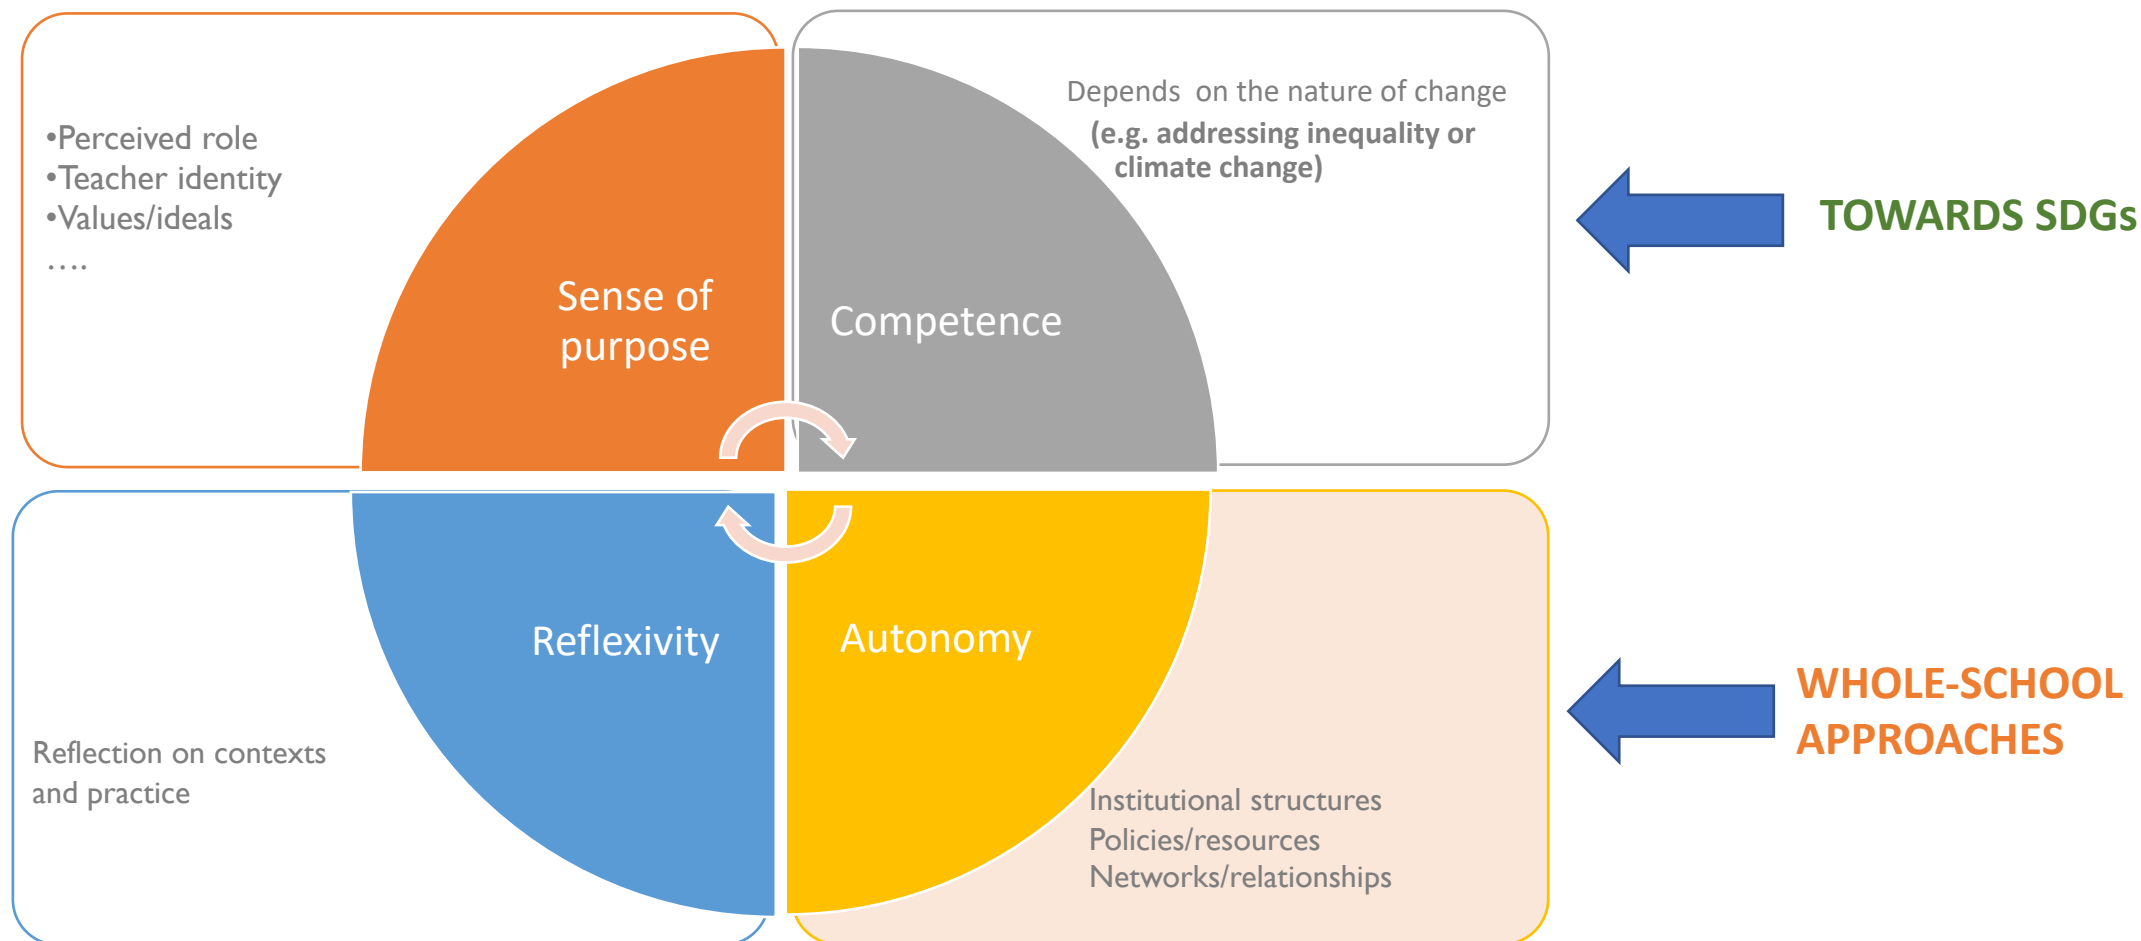 •Perceived role
•Teacher identity
•Values/ideals
….
Sense of
purpose
Depends  on the nature of change
(e.g. addressing inequality or
climate change)
Competence
TOWARDS SDGs
Reflexivity
Reflection on contexts
and practice
Autonomy
Institutional structures
Policies/resources
Networks/relationships
WHOLE-SCHOOL
APPROACHES